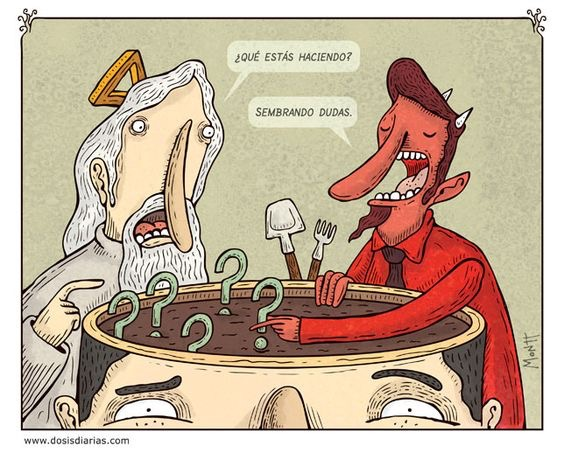 ¿QUÉ ESTÁS HACIENDO?
SEMBRANDO DUDAS.
? ? ? ? ?
MONTT
www.dosisdiarias.com